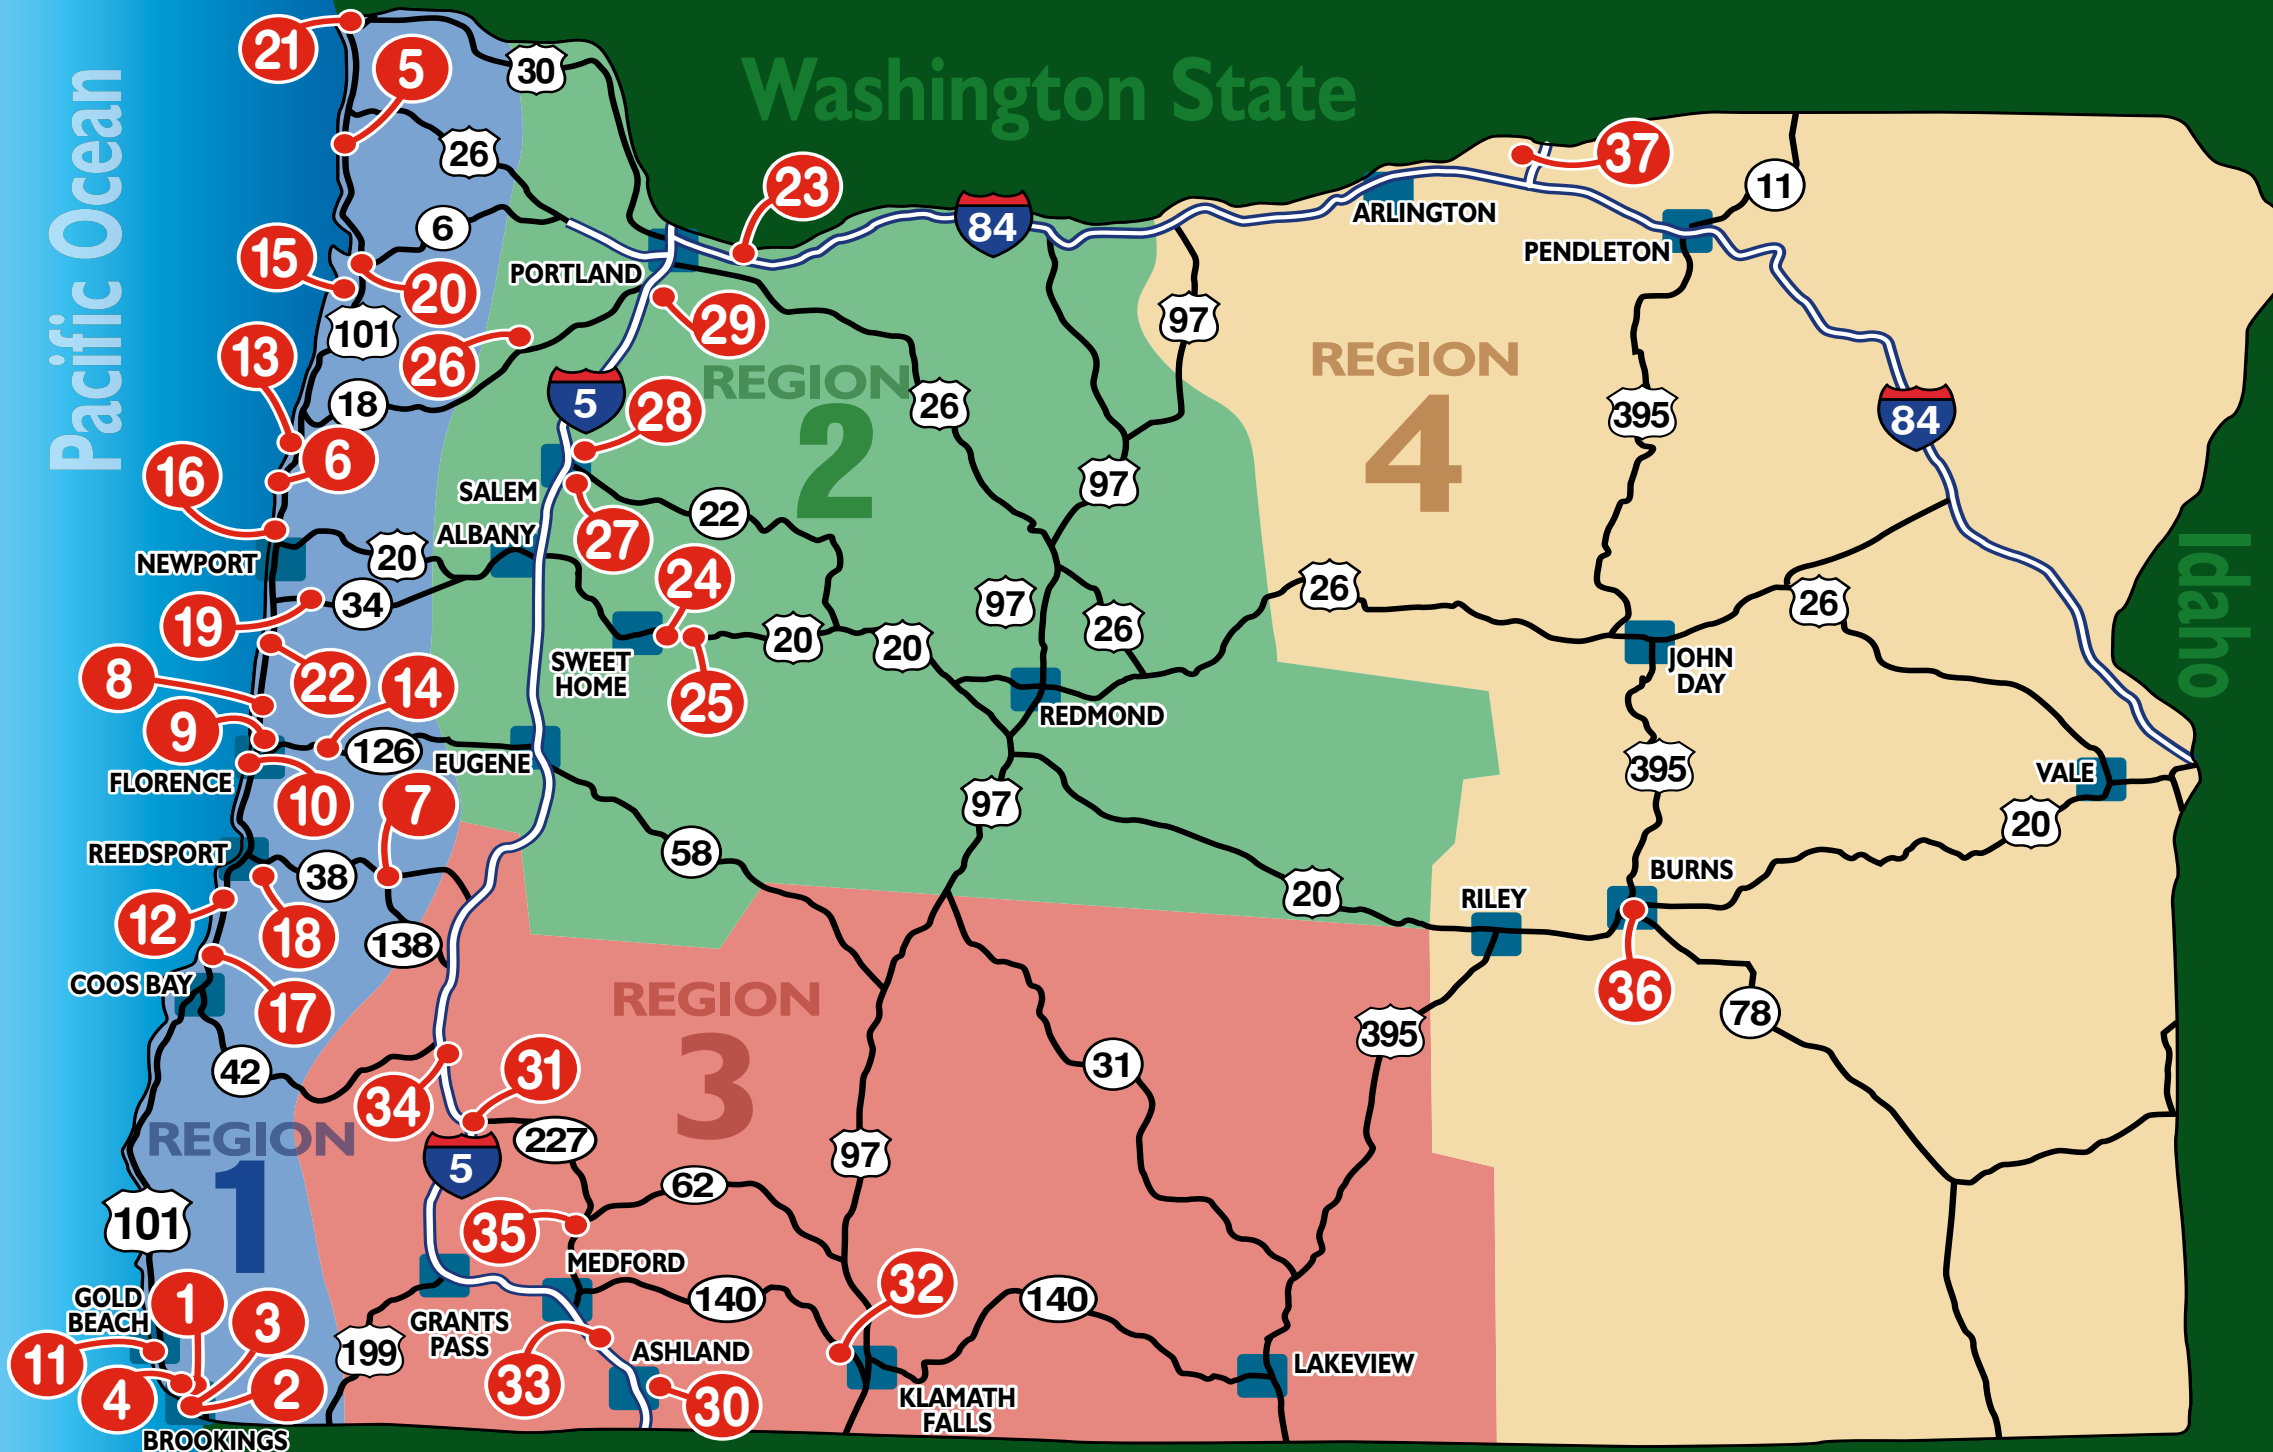 21
5
30
Washington State
Pacific Ocean
26
23
37
11
6
84
ARLINGTON
15
20
PORTLAND
PENDLETON
101
29
97
13
26
REGION
2
REGION
4
18
5
28
26
395
84
16
6
SALEM
22
97
NEWPORT
20
ALBANY
27
Idaho
19
34
24
97
26
26
26
22
SWEET
HOME
20
20
JOHN
DAY
8
14
25
REDMOND
9
126
EUGENE
FLORENCE
395
VALE
10
7
97
20
REEDSPORT
38
58
BURNS
12
18
138
20
RILEY
COOS BAY
17
REGION
3
36
78
42
34
31
31
395
REGION
1
227
5
97
62
101
35
MEDFORD
GOLD
BEACH
1
3
GRANTS
PASS
140
32
140
11
4
2
199
33
ASHLAND
30
KLAMATH
FALLS
LAKEVIEW
BROOKINGS